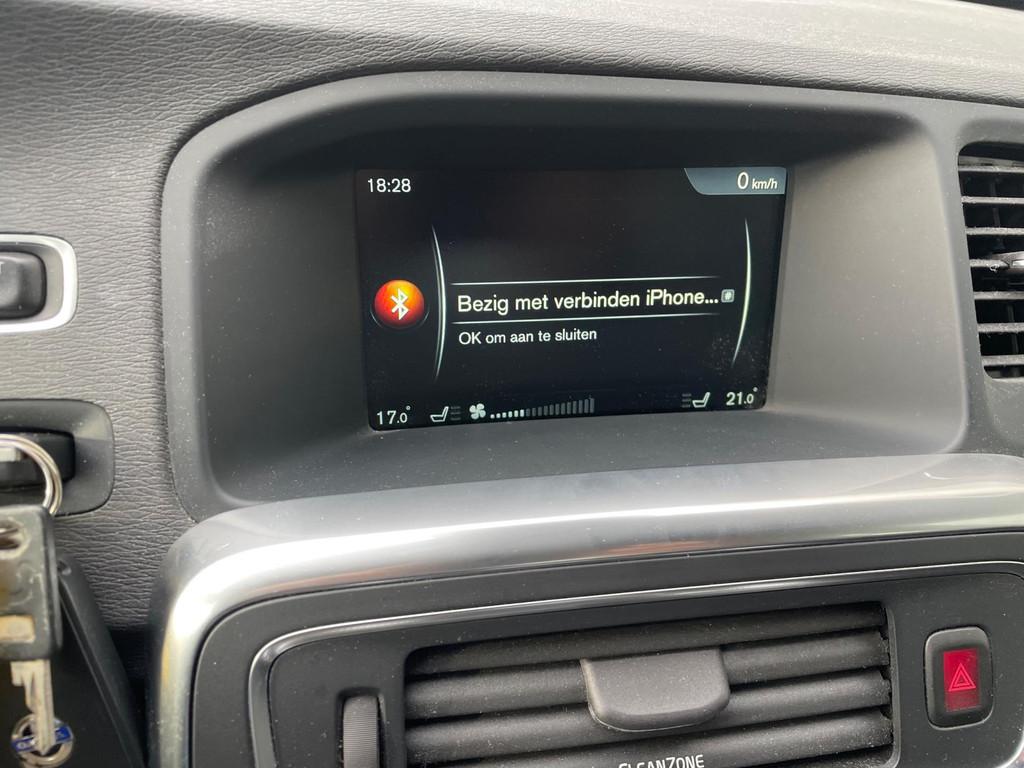 18:28
0 km/h
Bezig met verbinden iPhone...
OK om aan te sluiten
17.0°
21.0°
CLEANZONE